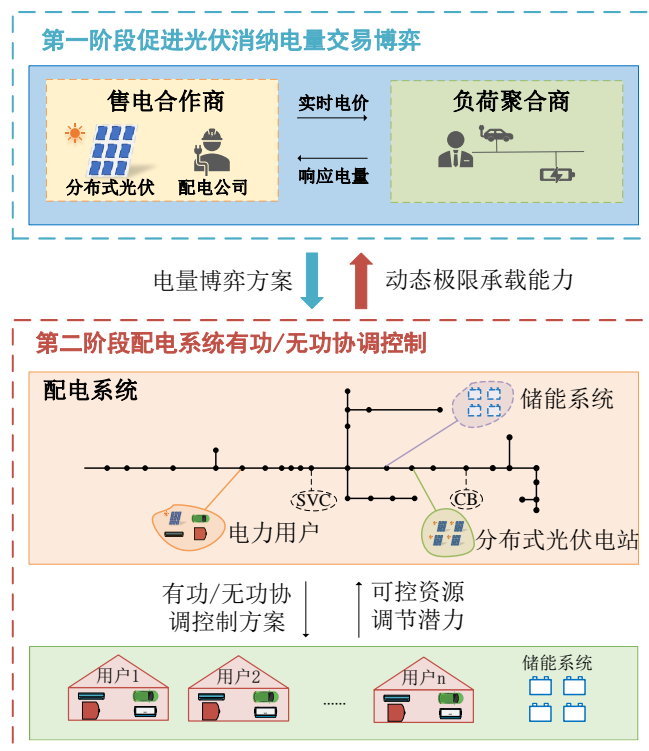 第一阶段促进光伏消纳电量交易博弈
售电合作商
实时电价
负荷聚合商
分布式光伏
配电公司
响应电量
电量博弈方案
动态极限承载能力
第二阶段配电系统有功/无功协调控制
配电系统
储能系统
SVC
CB
电力用户
分布式光伏电站
有功/无功协
调控制方案
可控资源
调节潜力
用户1
用户2
......
用户n
储能系统